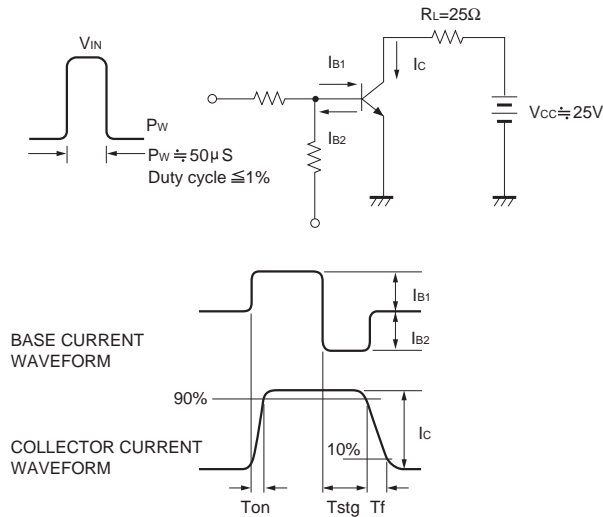 VIN
PW
PW≒50μS
Duty cycle≦1%
RL=25Ω
IB1
IC
IB2
VCC≒25V
IB1
IB2
BASE CURRENT
WAVEFORM
90%
10%
IC
COLLECTOR CURRENT
WAVEFORM
Ton
Tstg
Tf